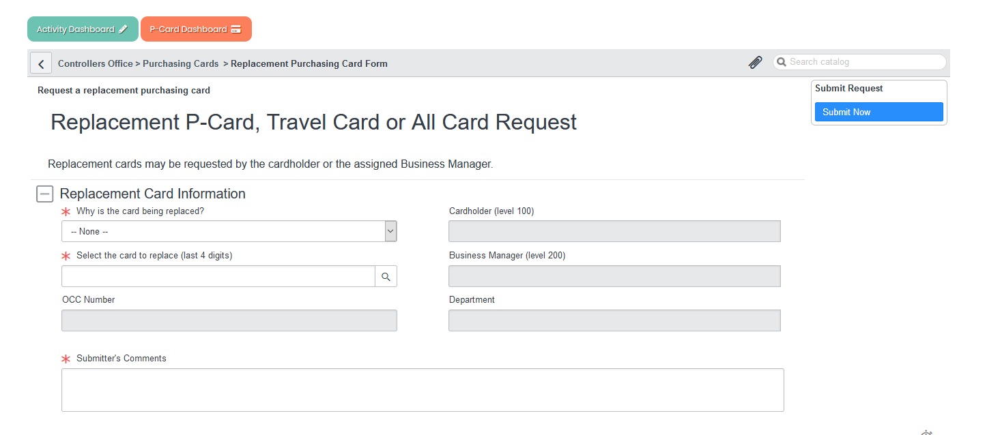 Activity Dashboard P-Card Dashboard
Controllers Office > Purchasing Cards > Replacement Purchasing Card Form Search catalog
Request a replacement purchasing card
Submit Request
Submit Now
Replacement P-Card, Travel Card or All Card Request
Replacement cards may be requested by the cardholder or the assigned Business Manager.
Replacement Card Information
Why is the card being replaced? Cardholder (level 100)
-- None --
Select the card to replace (last 4 digits) Business Manager (level 200)
OCC Number Department
Submitter's Comments